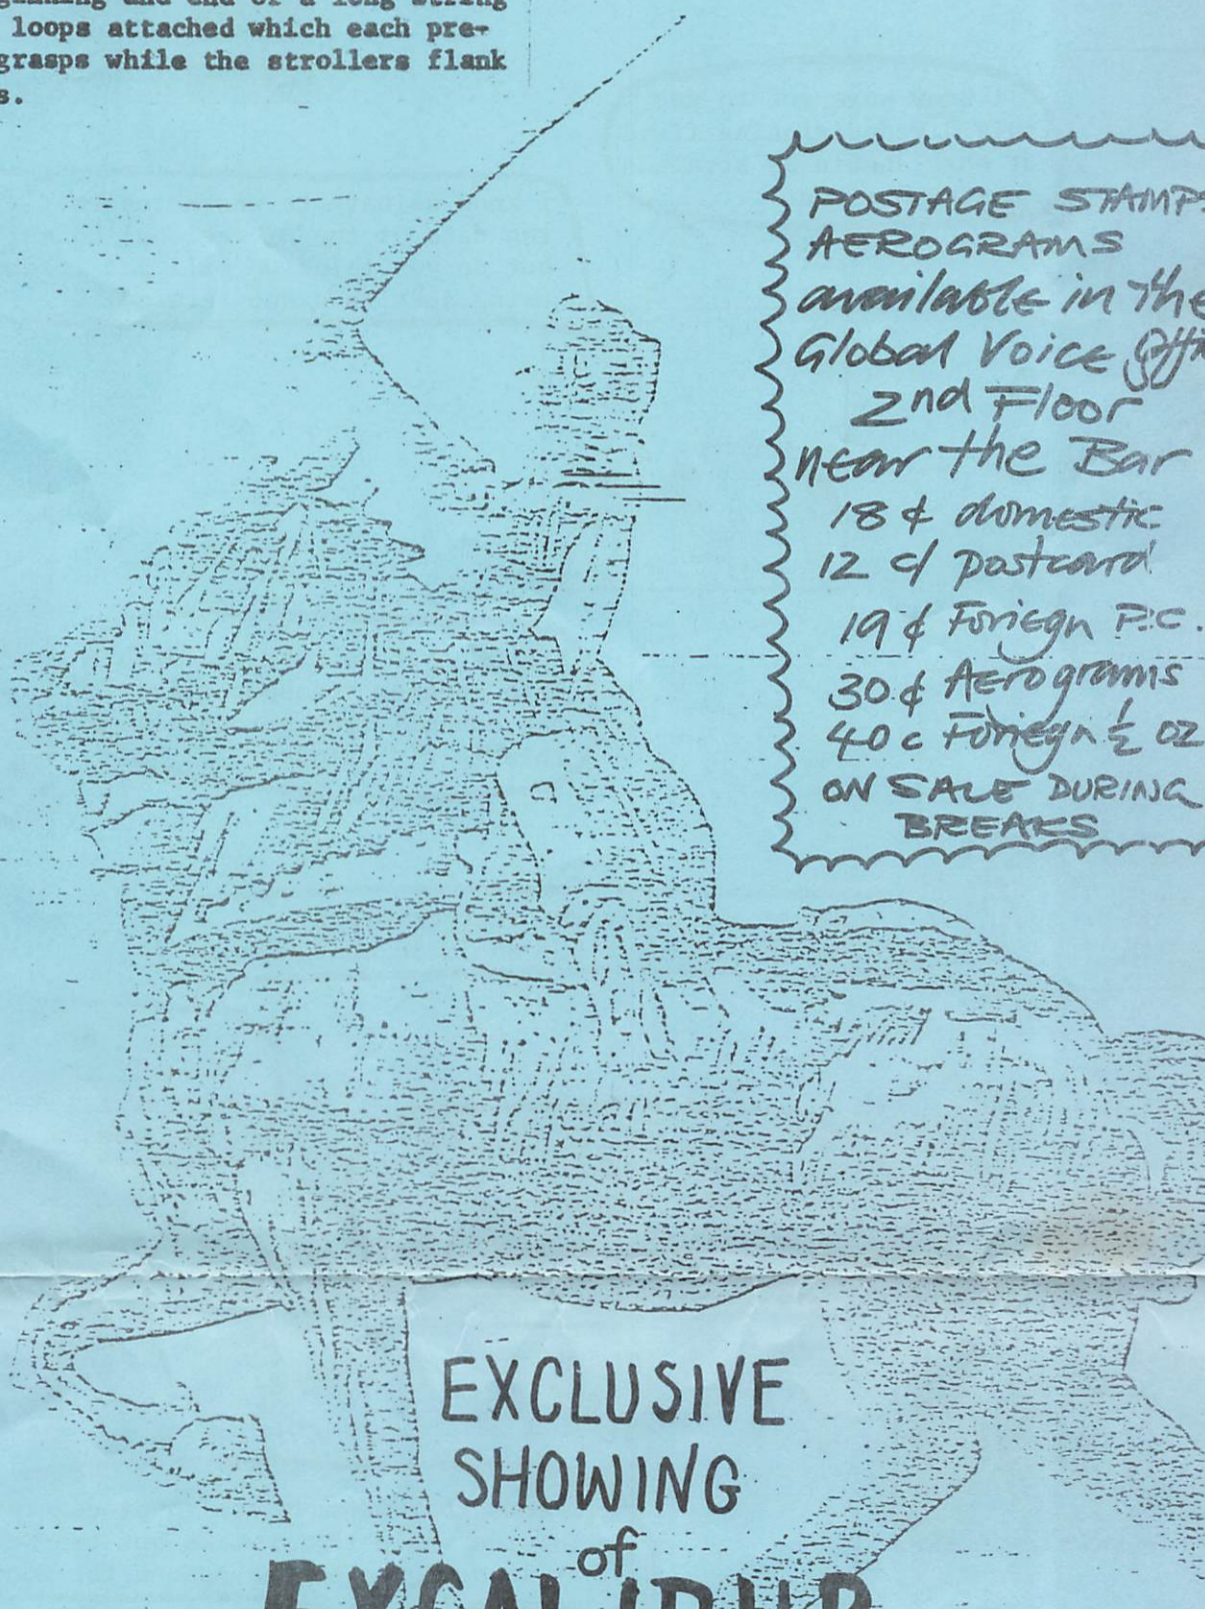 loops attached which each pre-
grasps while the strollers flank
s.
POSTAGE STAMPS
AEROGRAMS
available in the
Global Voice
2nd Floor
near the Bar
18 ¢ domestic
12 ¢ postcard
19 ¢ Foriegn P.C.
30 ¢ Aerograms
40 c Foriegn ½ oz
ON SALE DURING
BREAKS
EXCLUSIVE
SHOWING
of
EXCALIBUR